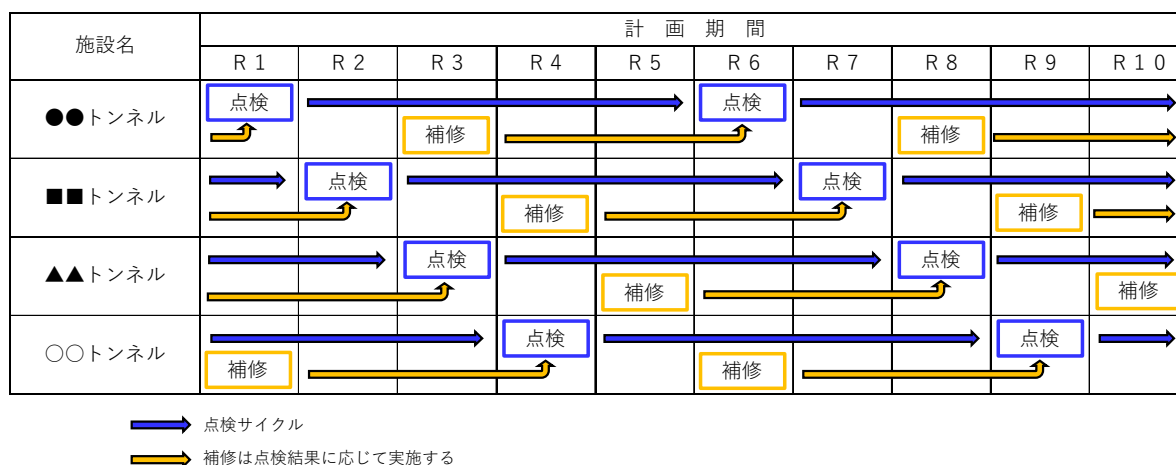 施設名
計画期間
R1 R2 R3 R4 R5 R6 R7 R8 R9 R10
●●トンネル
点検 点検
補修 補修
■■トンネル
点検 点検
補修 補修
▲▲トンネル
点検 点検
補修 補修
○○トンネル
点検 点検
補修 補修
点検サイクル
補修は点検結果に応じて実施する